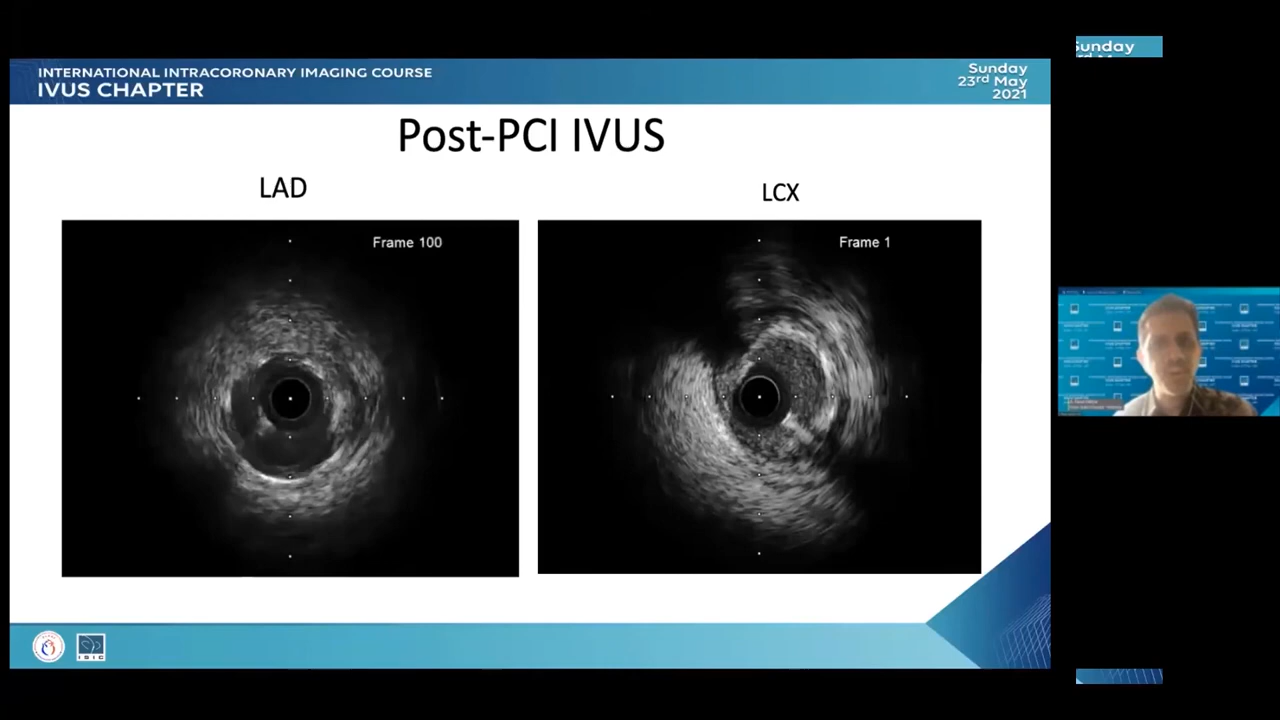 INTERNATIONAL INTRACORONARY IMAGING COURSE
IVUS CHAPTER
Sunday
23rd May
2021
Sunday
Post-PCI IVUS
LAD
LCX
Frame 100
Frame 1
ISIC